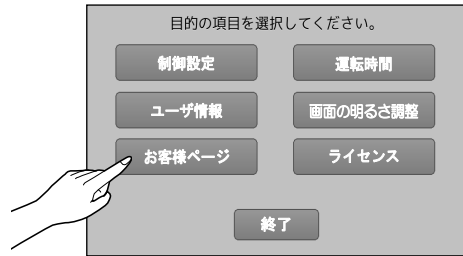 目的の項目を選択してください。
制御設定
運転時間
ユーザ情報
画面の明るさ調整
お客様ページ
ライセンス
終了